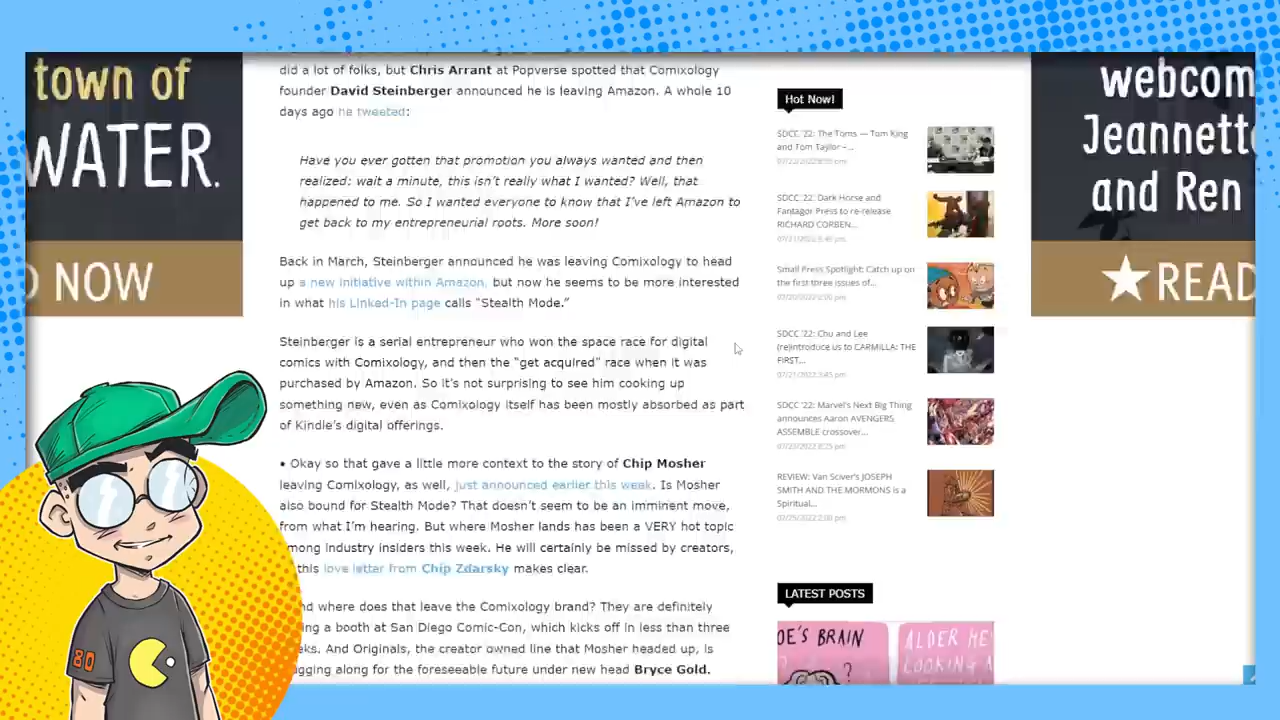 town of
WATER.
NOW
did a lot of folks, but Chris Arrant at Popverse spotted that Comixology
founder David Steinberger announced he is leaving Amazon. A whole 10
days ago he tweeted:
Have you ever gotten that promotion you always wanted and then
realized: wait a minute, this isn't really what I wanted? Well, that
happened to me. So I wanted everyone to know that I've left Amazon to
get back to my entrepreneurial roots. More soon!
Back in March, Steinberger announced he was leaving Comixology to head
up a new initiative within Amazon, but now he seems to be more interested
in what his Linked-In page calls "Stealth Mode."
Steinberger is a serial entrepreneur who won the space race for digital
comics with Comixology, and then the "get acquired" race when it was
purchased by Amazon. So it's not surprising to see him cooking up
something new, even as Comixology itself has been mostly absorbed as part
of Kindle's digital offerings.
• Okay so that gave a little more context to the story of Chip Mosher
leaving Comixology, as well, just announced earlier this week. Is Mosher
also bound for Stealth Mode? That doesn't seem to be an imminent move,
from what I'm hearing. But where Mosher lands has been a VERY hot topic
mong industry insiders this week. He will certainly be missed by creators,
this love letter from Chip Zdarsky makes clear.
nd where does that leave the Comixology brand? They are definitely
ing a booth at San Diego Comic-Con, which kicks off in less than three
eks. And Originals, the creator owned line that Mosher headed up, is
gging along for the foreseeable future under new head Bryce Gold.
Hot Now!
SDCC '22: The Toms — Tom King
and Tom Taylor –...
SDCC '22: Dark Horse and
Fantagor Press to re-release
RICHARD CORBEN...
Small Press Spotlight: Catch up on
the first three issues of...
SDCC '22: Chu and Lee
(re)introduce us to CARMILLA: THE
FIRST...
07/21/2022 3:45 pm
SDCC '22: Marvel's Next Big Thing
announces Aaron AVENGERS
ASSEMBLE crossover...
REVIEW: Van Sciver's JOSEPH
SMITH AND THE MORMONS is a
Spiritual...
07/25/2022 2:00 pm
LATEST POSTS
OE'S BRAIN
?
ALDER HE
LOOKING A
webcom
Jeannette
and Ren
★READ
80